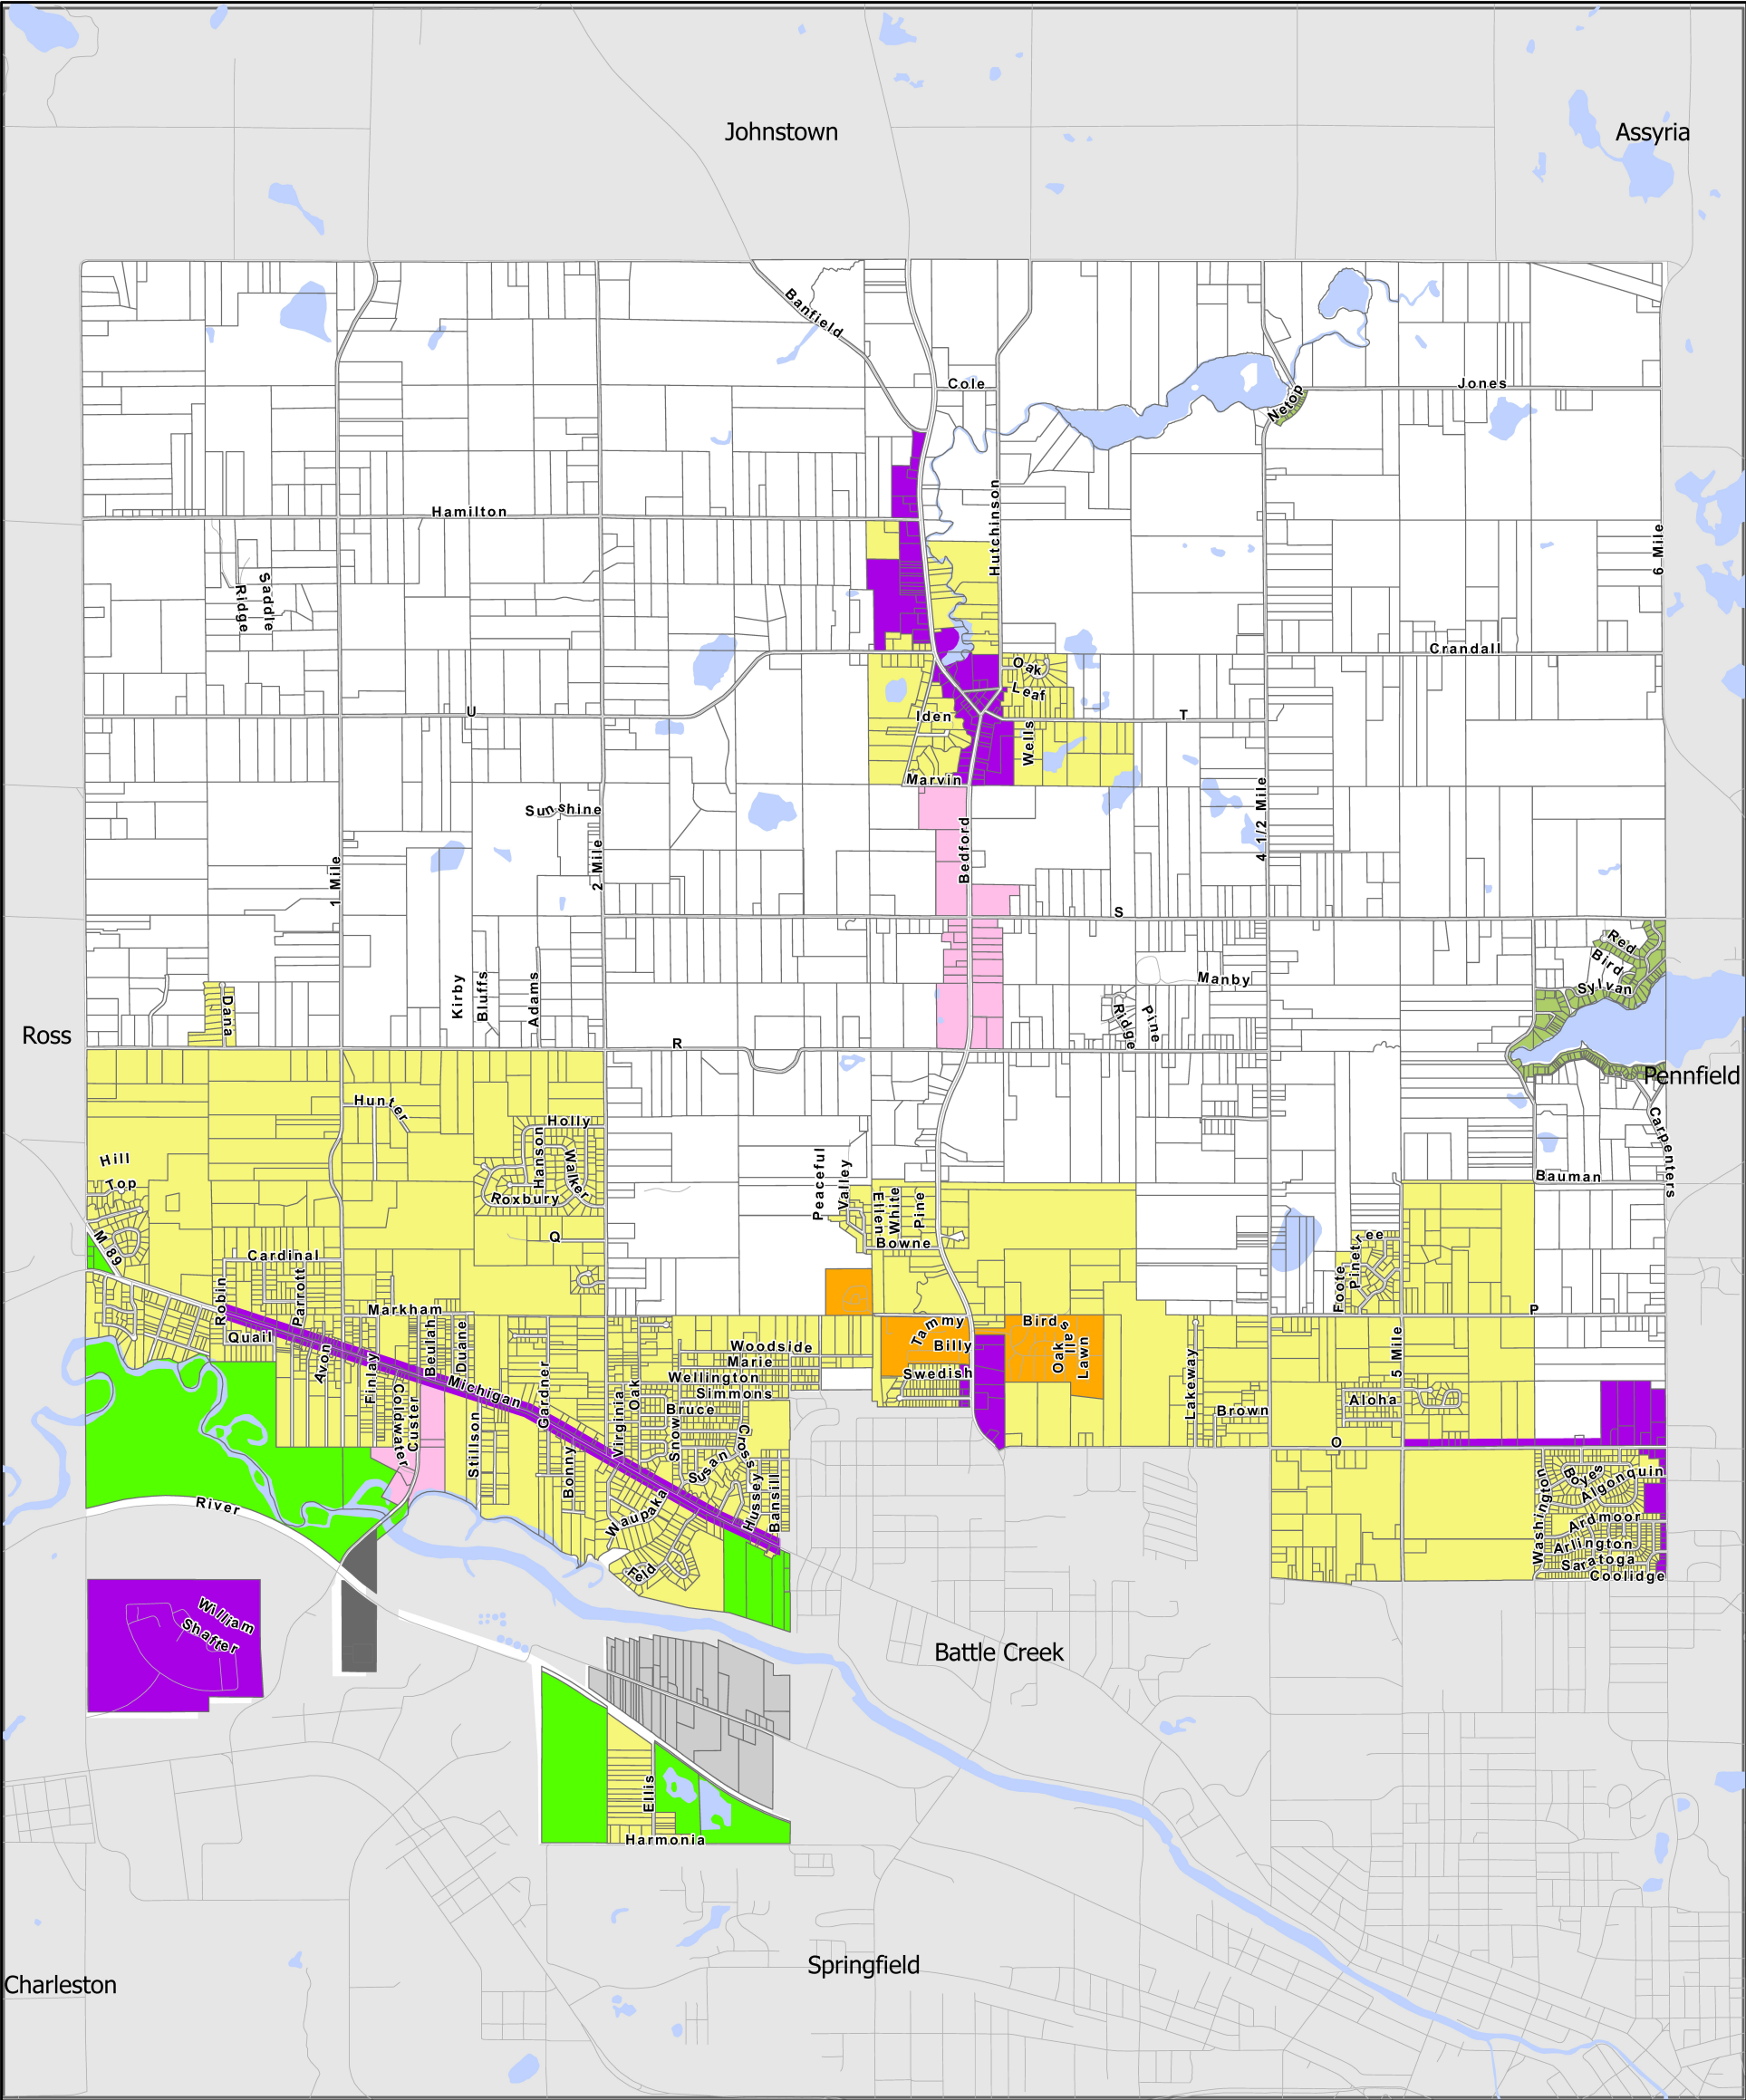 Johnstown
Assyria
Banfield
Cole
Jones
Netop
Hamilton
Hutchinson
6 Mile
Saddle
Ridge
Crandall
Oak
Leaf
U
Iden
T
Wells
Marvin
Sunshine
4 1/2 Mile
Bedford
1 Mile
2 Mile
S
Red
Bird
Sylvan
Manby
Kirby
Bluffs
Adams
Dana
Ridge
Pine
Ross
R
Pennfield
Hunter
Carpenters
Holly
Hanson
Walker
Roxbury
Hill
Top
Peaceful
Valley
Ellen
White
Pine
Bauman
M 89
Q
Bowne
Cardinal
Parrott
Robin
Foote
Pinetree
Markham
P
Quail
Avon
Finlay
Beulah
Duane
Tammy
Billy
Birdsall
Oak
Lawn
Woodside
Marie
Wellington
Simmons
Swedish
5 Mile
Lakeway
Michigan
Gardner
Coldwater
Custer
Virginia
Oak
Bruce
Snow
Cross
Susan
Brown
Aloha
O
Stillson
Bonny
Waupaka
Hussey
Bansill
Washington
Boyes
Algonquin
Ardmoor
Arlington
Saratoga
Coolidge
River
Feld
William
Shafter
Battle Creek
Ellis
Harmonia
Springfield
Charleston